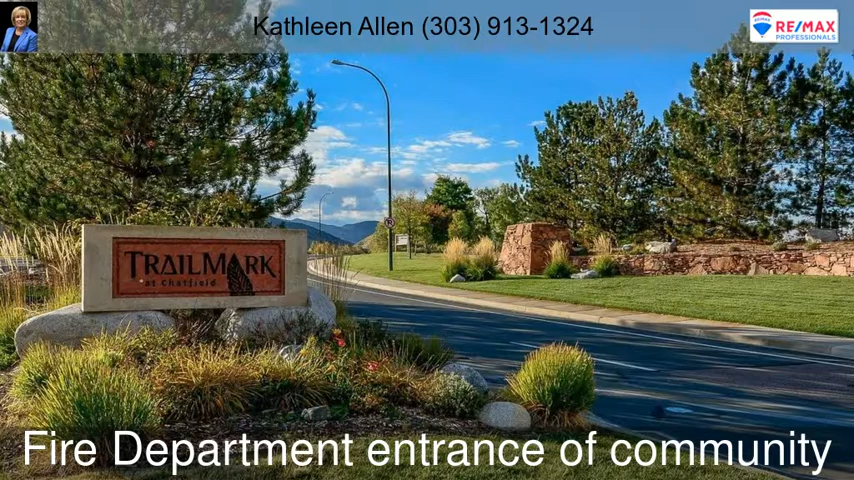 Kathleen Allen (303) 913-1324
RE/MAX
PROFESSIONALS
TRAILMARK
at Chatfield
Fire Department entrance of community